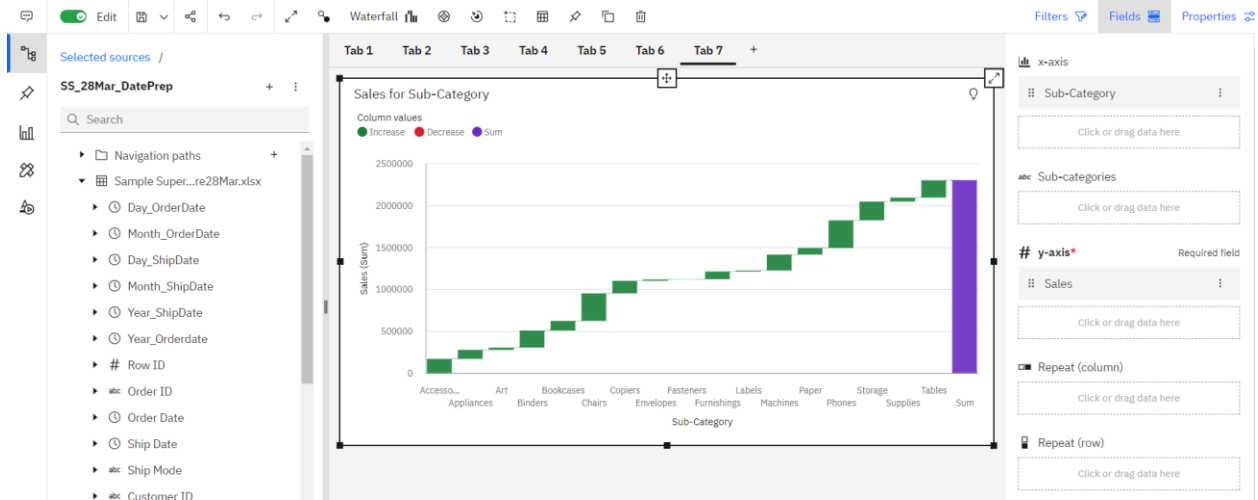 Edit
Waterfall
Filters
Fields
Properties
Selected sources /
SS_28Mar_DatePrep
Search
Navigation paths
Sample Super...re28Mar.xlsx
Day_OrderDate
Month_OrderDate
Day_ShipDate
Month_ShipDate
Year_ShipDate
Year_Orderdate
# Row ID
abc Order ID
Order Date
Ship Date
abc Ship Mode
abc Customer ID
Tab 1 Tab 2 Tab 3 Tab 4 Tab 5 Tab 6 Tab 7 +
Sales for Sub-Category
Column values
Increase Decrease Sum
Sales (Sum)
2500000
2000000
1500000
1000000
500000
0
Accesso... Art Bookcases Copiers Fasteners Labels Paper Storage Tables
Appliances Binders Chairs Envelopes Furnishings Machines Phones Supplies Sum
Sub-Category
x-axis
Sub-Category
Click or drag data here
abc Sub-categories
Click or drag data here
# y-axis* Required field
Sales
Click or drag data here
Repeat (column)
Click or drag data here
Repeat (row)
Click or drag data here